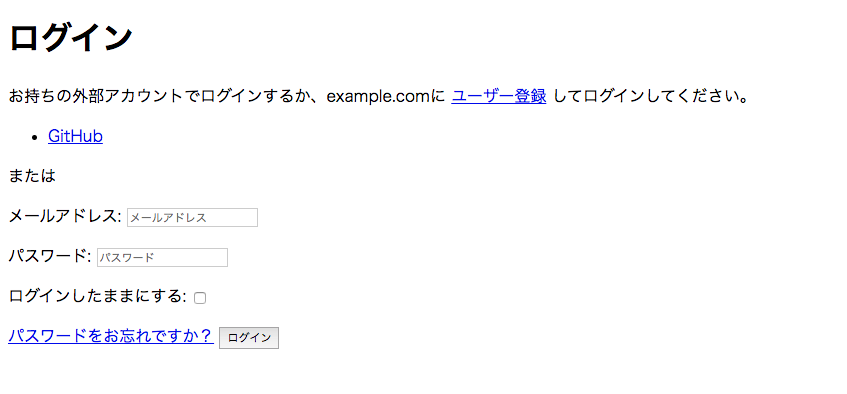 ログイン
お持ちの外部アカウントでログインするか、example.comに ユーザー登録 してログインしてください。
GitHub
または
メールアドレス: メールアドレス
パスワード: パスワード
ログインしたままにする:
パスワードをお忘れですか？ ログイン